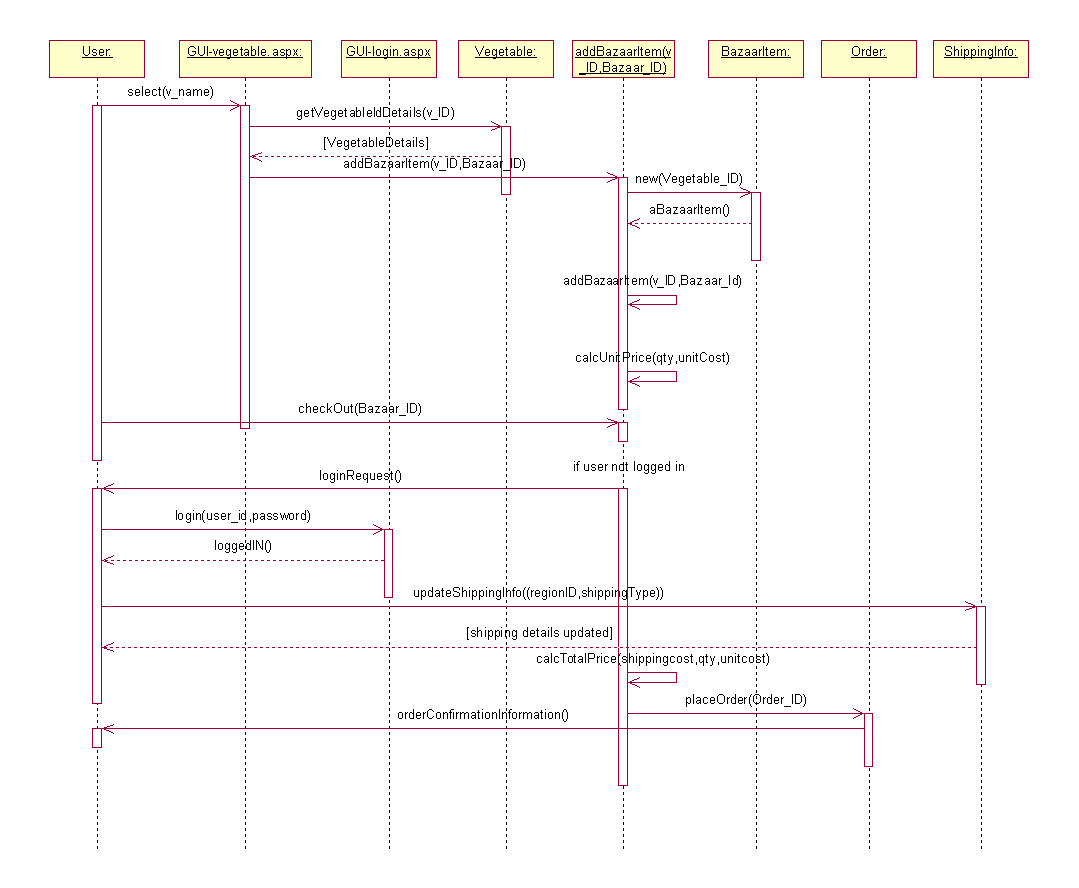 User:
GUI-vegetable.aspx:
GUI-login.aspx
Vegetable:
addBazaarItem(v
_ID,Bazaar_ID)
BazaarItem:
Order:
ShippingInfo:
select(v_name)
getVegetableIdDetails(v_ID)
[VegetableDetails]
addBazaarItem(v_ID,Bazaar_ID)
new(Vegetable_ID)
aBazaarItem()
addBazaarItem(v_ID,Bazaar_Id)
calcUnitPrice(qty,unitCost)
checkOut(Bazaar_ID)
if user not logged in
loginRequest()
login(user_id,password)
loggedIN()
updateShippingInfo((regionID,shippingType))
[shipping details updated]
calcTotalPrice(shippingcost,qty,unitcost)
placeOrder(Order_ID)
orderConfirmationInformation()